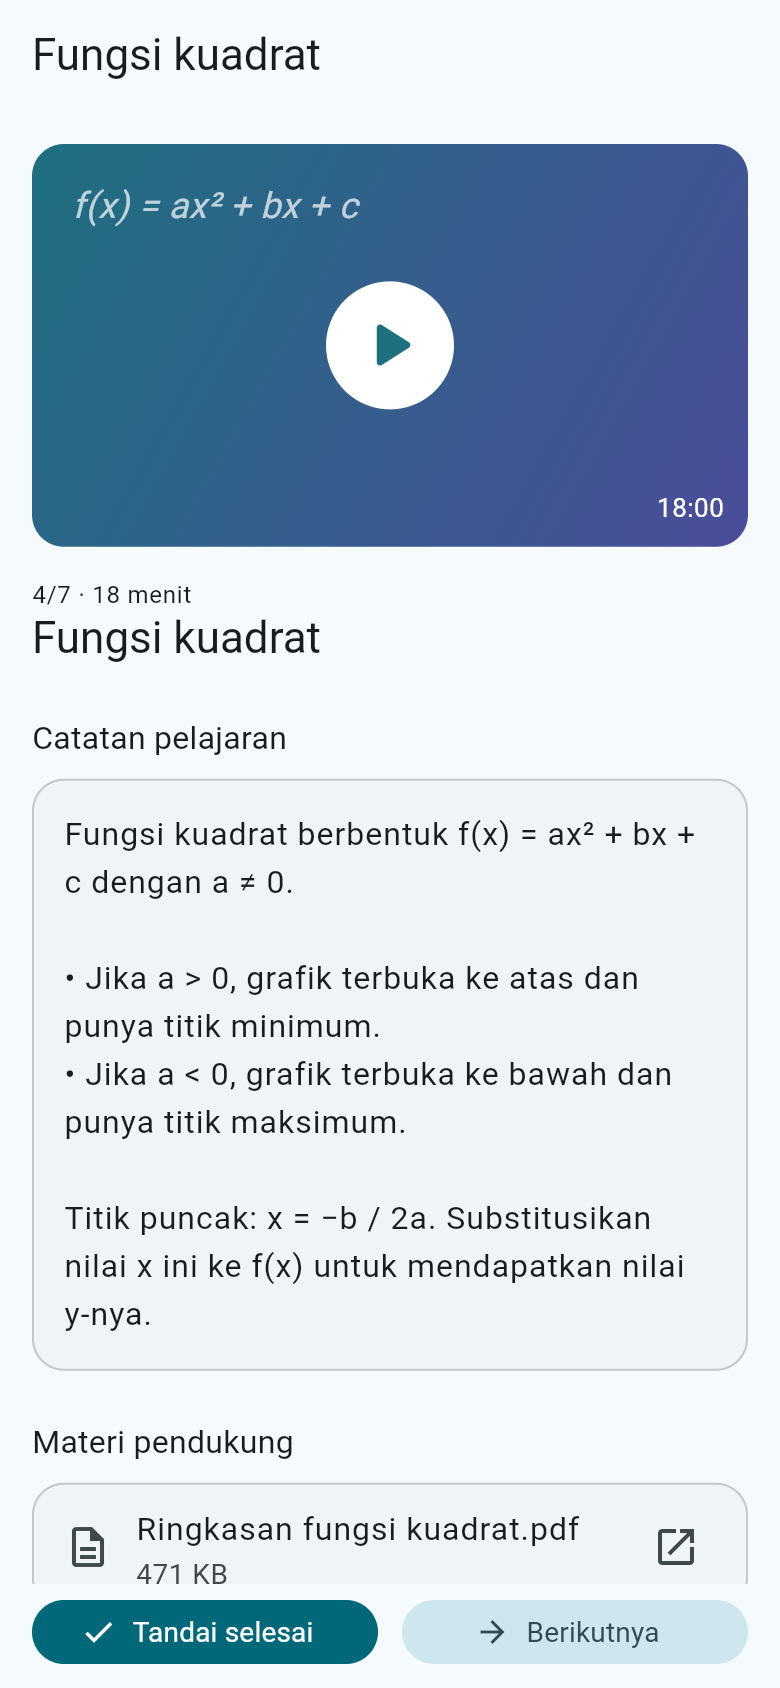 Fungsi kuadrat
f(x) = ax² + bx + c
18:00
4/7 · 18 menit
Fungsi kuadrat
Catatan pelajaran
Fungsi kuadrat berbentuk f(x) = ax² + bx +
c dengan a ≠ 0.
• Jika a > 0, grafik terbuka ke atas dan
punya titik minimum.
• Jika a < 0, grafik terbuka ke bawah dan
punya titik maksimum.
Titik puncak: x = −b / 2a. Substitusikan
nilai x ini ke f(x) untuk mendapatkan nilai
y-nya.
Materi pendukung
Ringkasan fungsi kuadrat.pdf
471 KB
Tandai selesai
Berikutnya